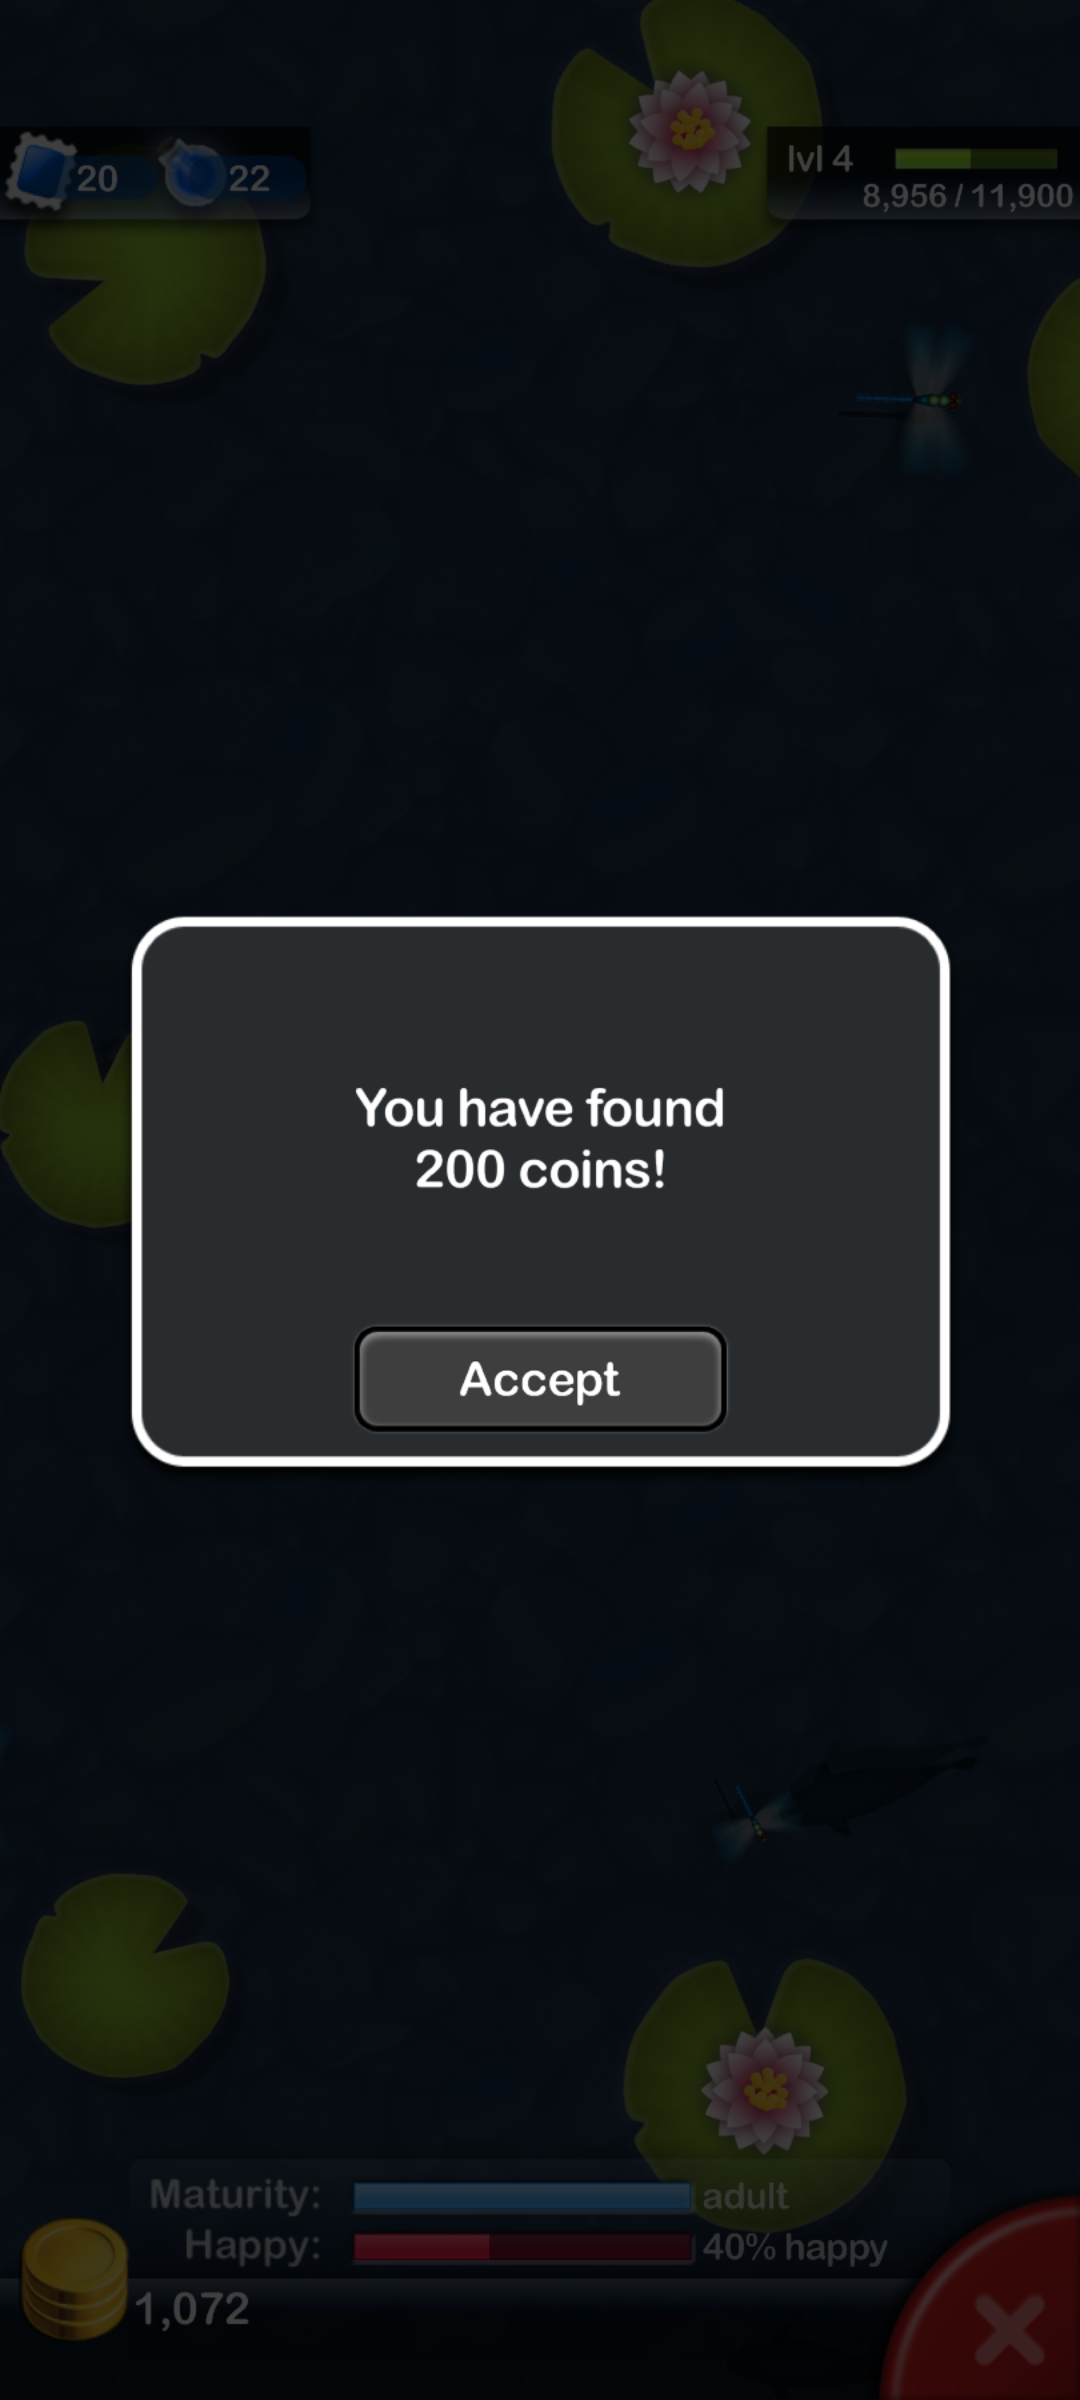 20 22
lvl 4
8,956 / 11,900
You have found
200 coins!
Accept
Maturity: adult
Happy: 40% happy
1,072